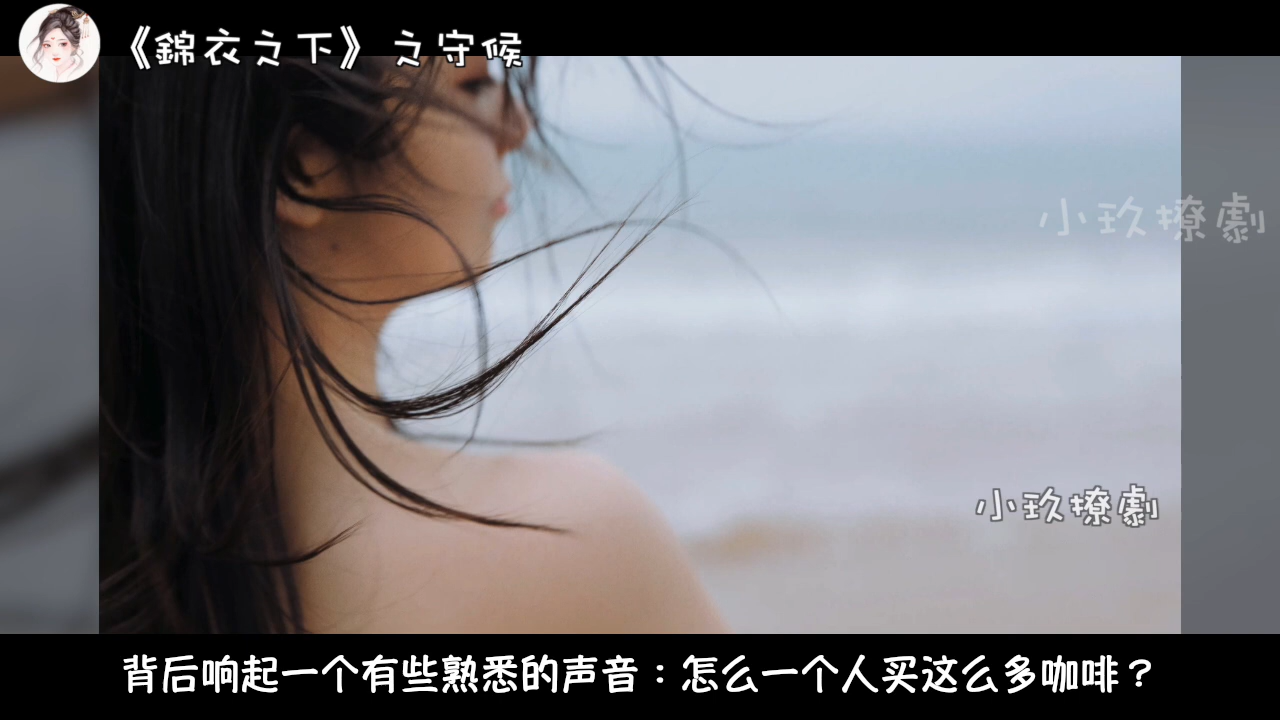 《錦衣之下》之守候
小玖撩劇
小玖撩劇
背后响起一个有些熟悉的声音：怎么一个人买这么多咖啡？